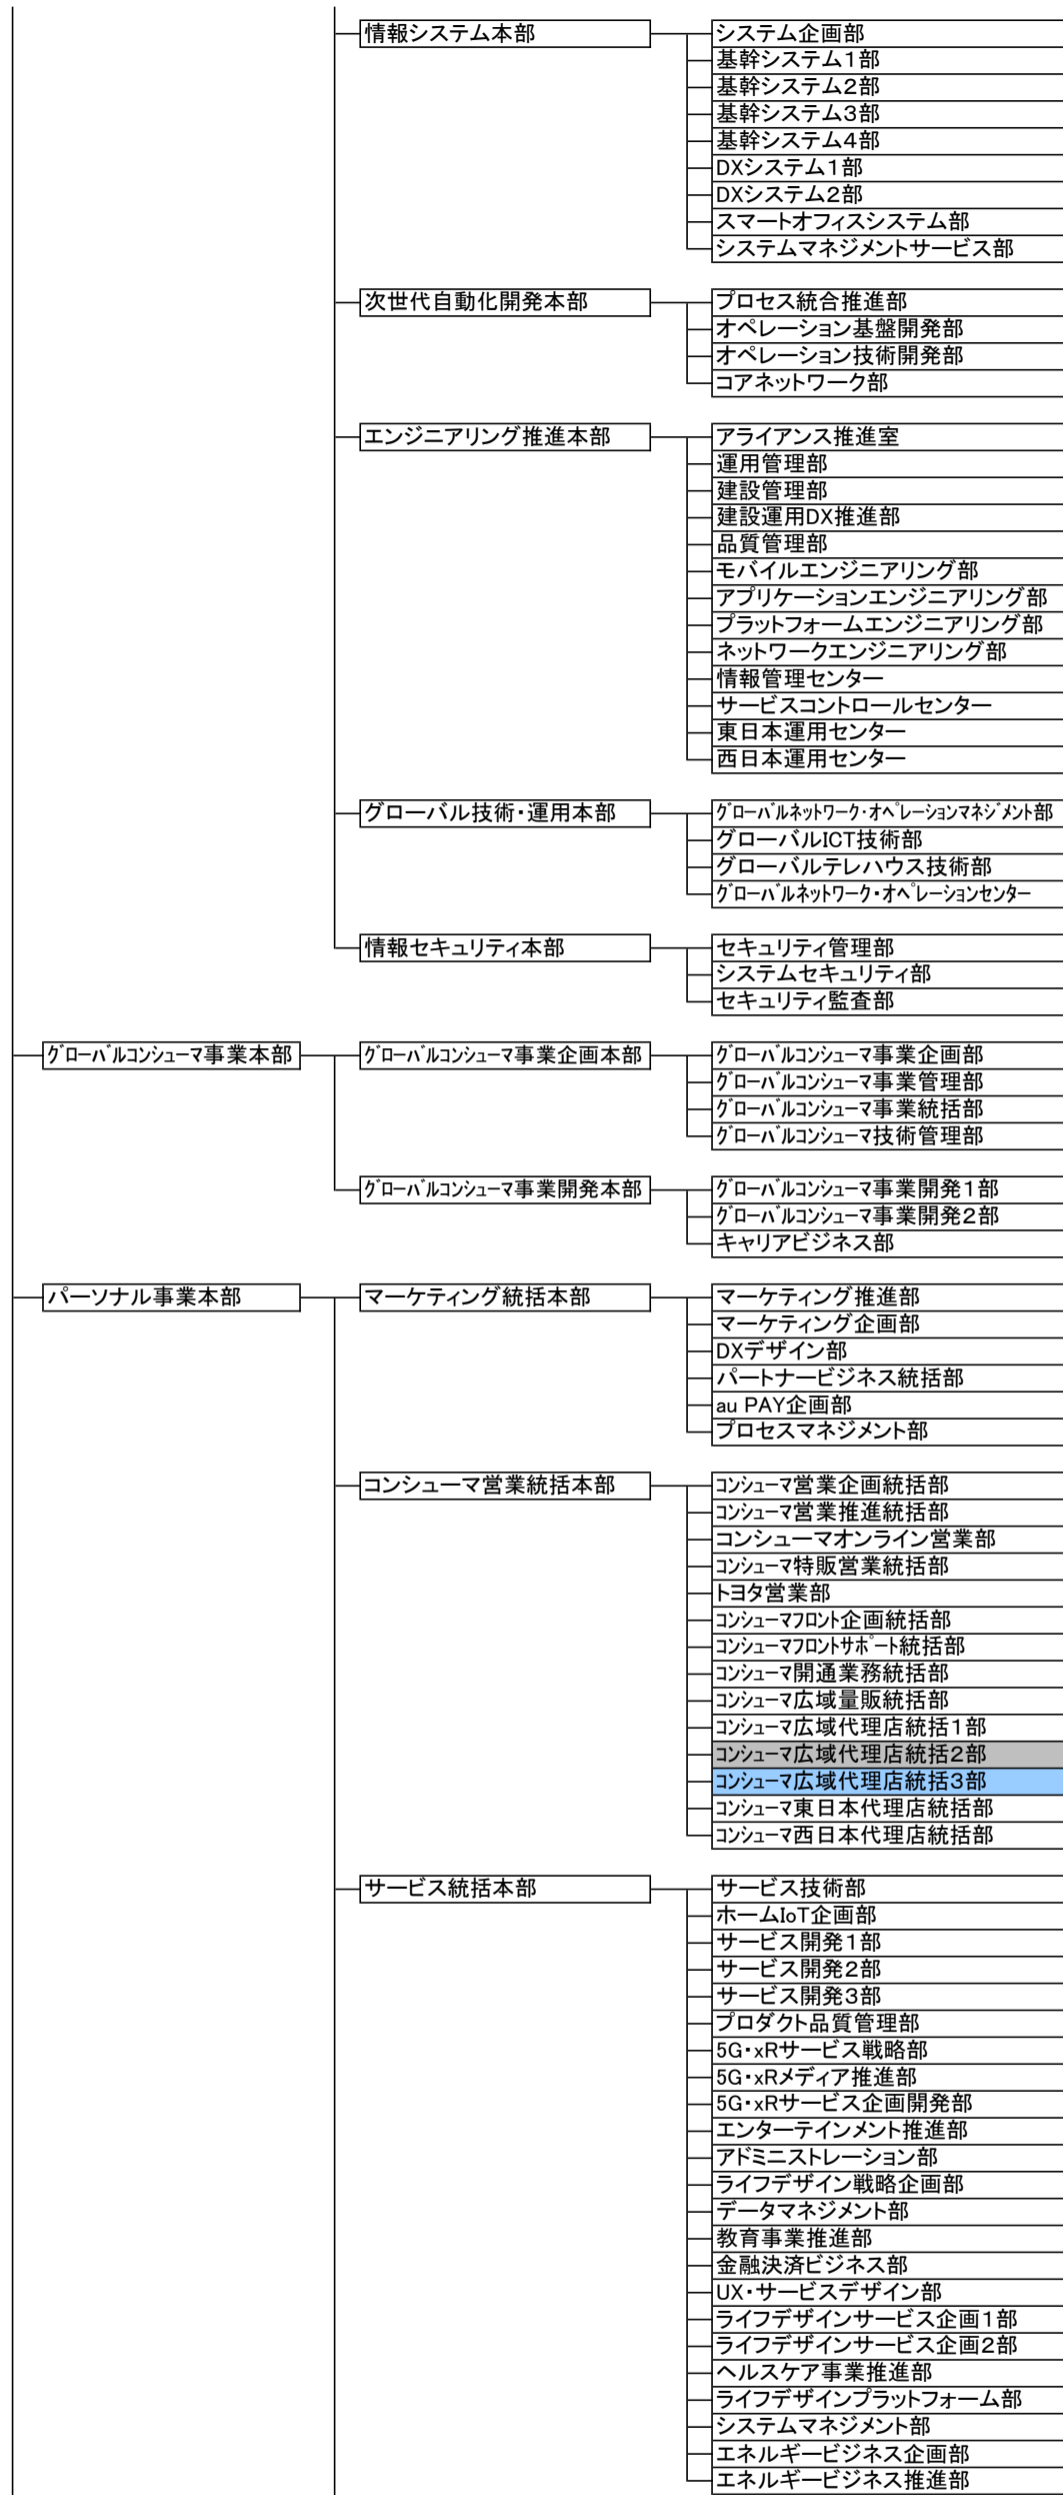 情報システム本部
システム企画部
基幹システム1部
基幹システム2部
基幹システム3部
基幹システム4部
DXシステム1部
DXシステム2部
スマートオフィスシステム部
システムマネジメントサービス部
次世代自動化開発本部
プロセス統合推進部
オペレーション基盤開発部
オペレーション技術開発部
コアネットワーク部
エンジニアリング推進本部
アライアンス推進室
運用管理部
建設管理部
建設運用DX推進部
品質管理部
モバイルエンジニアリング部
アプリケーションエンジニアリング部
プラットフォームエンジニアリング部
ネットワークエンジニアリング部
情報管理センター
サービスコントロールセンター
東日本運用センター
西日本運用センター
グローバル技術・運用本部
グローバルネットワーク・オペレーションマネジメント部
グローバルICT技術部
グローバルテレハウス技術部
グローバルネットワーク・オペレーションセンター
情報セキュリティ本部
セキュリティ管理部
システムセキュリティ部
セキュリティ監査部
グローバルコンシューマ事業本部
グローバルコンシューマ事業企画本部
グローバルコンシューマ事業企画部
グローバルコンシューマ事業管理部
グローバルコンシューマ事業統括部
グローバルコンシューマ技術管理部
グローバルコンシューマ事業開発本部
グローバルコンシューマ事業開発1部
グローバルコンシューマ事業開発2部
キャリアビジネス部
パーソナル事業本部
マーケティング統括本部
マーケティング推進部
マーケティング企画部
DXデザイン部
パートナービジネス統括部
au PAY企画部
プロセスマネジメント部
コンシューマ営業統括本部
コンシューマ営業企画統括部
コンシューマ営業推進統括部
コンシューマオンライン営業部
コンシューマ特販営業統括部
トヨタ営業部
コンシューマフロント企画統括部
コンシューマフロントサポート統括部
コンシューマ開通業務統括部
コンシューマ広域量販統括部
コンシューマ広域代理店統括1部
コンシューマ広域代理店統括2部
コンシューマ広域代理店統括3部
コンシューマ東日本代理店統括部
コンシューマ西日本代理店統括部
サービス統括本部
サービス技術部
ホームIoT企画部
サービス開発1部
サービス開発2部
サービス開発3部
プロダクト品質管理部
5G・xRサービス戦略部
5G・xRメディア推進部
5G・xRサービス企画開発部
エンターテインメント推進部
アドミニストレーション部
ライフデザイン戦略企画部
データマネジメント部
教育事業推進部
金融決済ビジネス部
UX・サービスデザイン部
ライフデザインサービス企画1部
ライフデザインサービス企画2部
ヘルスケア事業推進部
ライフデザインプラットフォーム部
システムマネジメント部
エネルギービジネス企画部
エネルギービジネス推進部